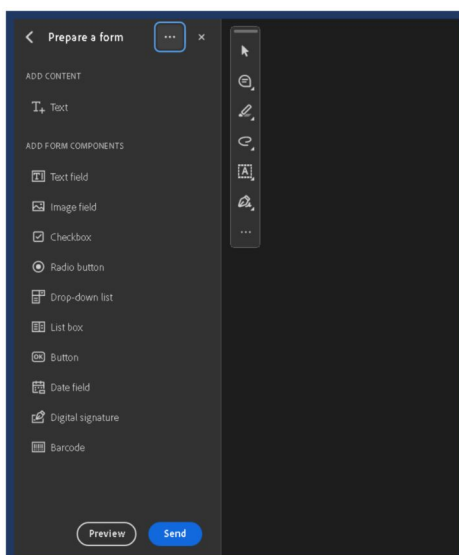 Prepare a form
ADD CONTENT
Text
ADD FORM COMPONENTS
Text field
Image field
Checkbox
Radio button
Drop-down list
List box
OK Button
Date field
Digital signature
Barcode
Preview Send